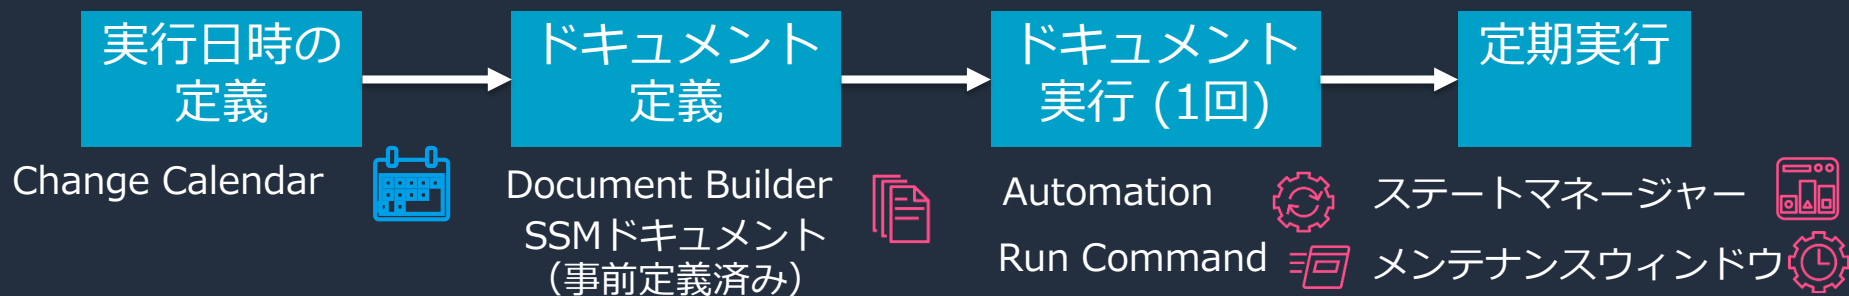 実行日時の
定義
Change Calendar
ドキュメント
定義
Document Builder
SSMドキュメント
（事前定義済み）
ドキュメント
実行 (1回)
Automation
Run Command
定期実行
ステートマネージャー
メンテナンスウィンドウ